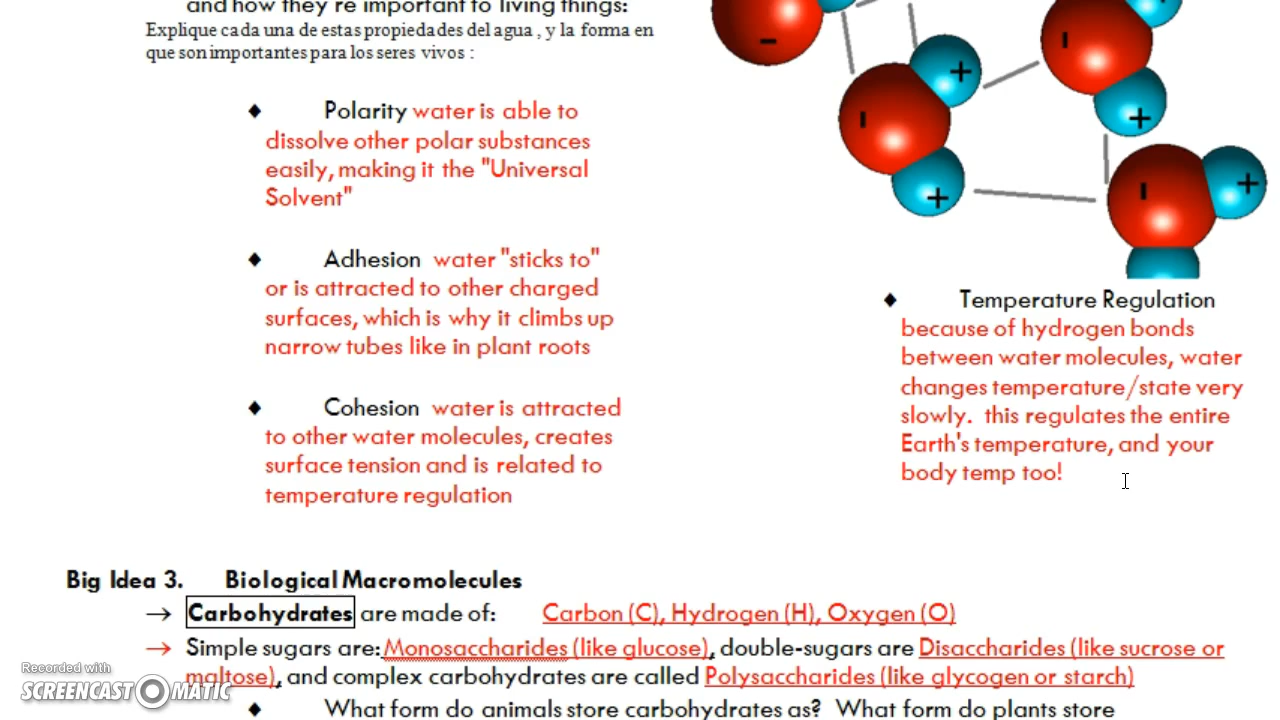 and how they're important to living things:
Explique cada una de estas propiedades del agua , y la forma en
que son importantes para los seres vivos :
♦ Polarity water is able to
dissolve other polar substances
easily, making it the "Universal
Solvent"
♦ Adhesion water "sticks to"
or is attracted to other charged
surfaces, which is why it climbs up
narrow tubes like in plant roots
♦ Cohesion water is attracted
to other water molecules, creates
surface tension and is related to
temperature regulation
-
+
-
+
-
+
-
+
♦ Temperature Regulation
because of hydrogen bonds
between water molecules, water
changes temperature/state very
slowly. this regulates the entire
Earth's temperature, and your
body temp too!
Big Idea 3. Biological Macromolecules
→ Carbohydrates are made of: Carbon (C), Hydrogen (H), Oxygen (O)
→ Simple sugars are: Monosaccharides (like glucose), double-sugars are Disaccharides (like sucrose or
maltose), and complex carbohydrates are called Polysaccharides (like glycogen or starch)
♦ What form do animals store carbohydrates as? What form do plants store
Recorded with
SCREENCAST O MATIC